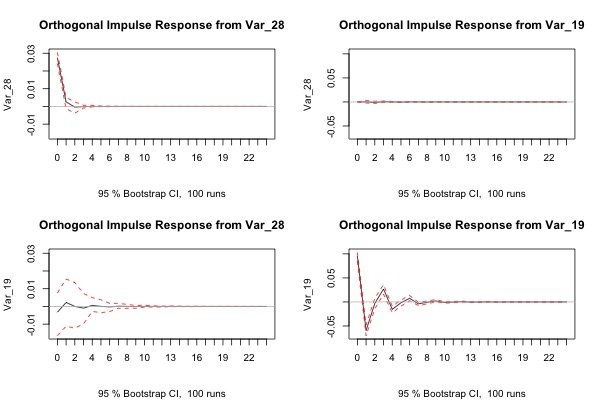 Orthogonal Impulse Response from Var_28
Var_28
0.03
0.01
-0.01
0 2 4 6 8 10 13 16 19 22
95 % Bootstrap CI, 100 runs
Orthogonal Impulse Response from Var_19
Var_28
0.05
-0.05
0 2 4 6 8 10 13 16 19 22
95 % Bootstrap CI, 100 runs
Orthogonal Impulse Response from Var_28
Var_19
0.03
0.01
-0.01
0 2 4 6 8 10 13 16 19 22
95 % Bootstrap CI, 100 runs
Orthogonal Impulse Response from Var_19
Var_19
0.05
-0.05
0 2 4 6 8 10 13 16 19 22
95 % Bootstrap CI, 100 runs